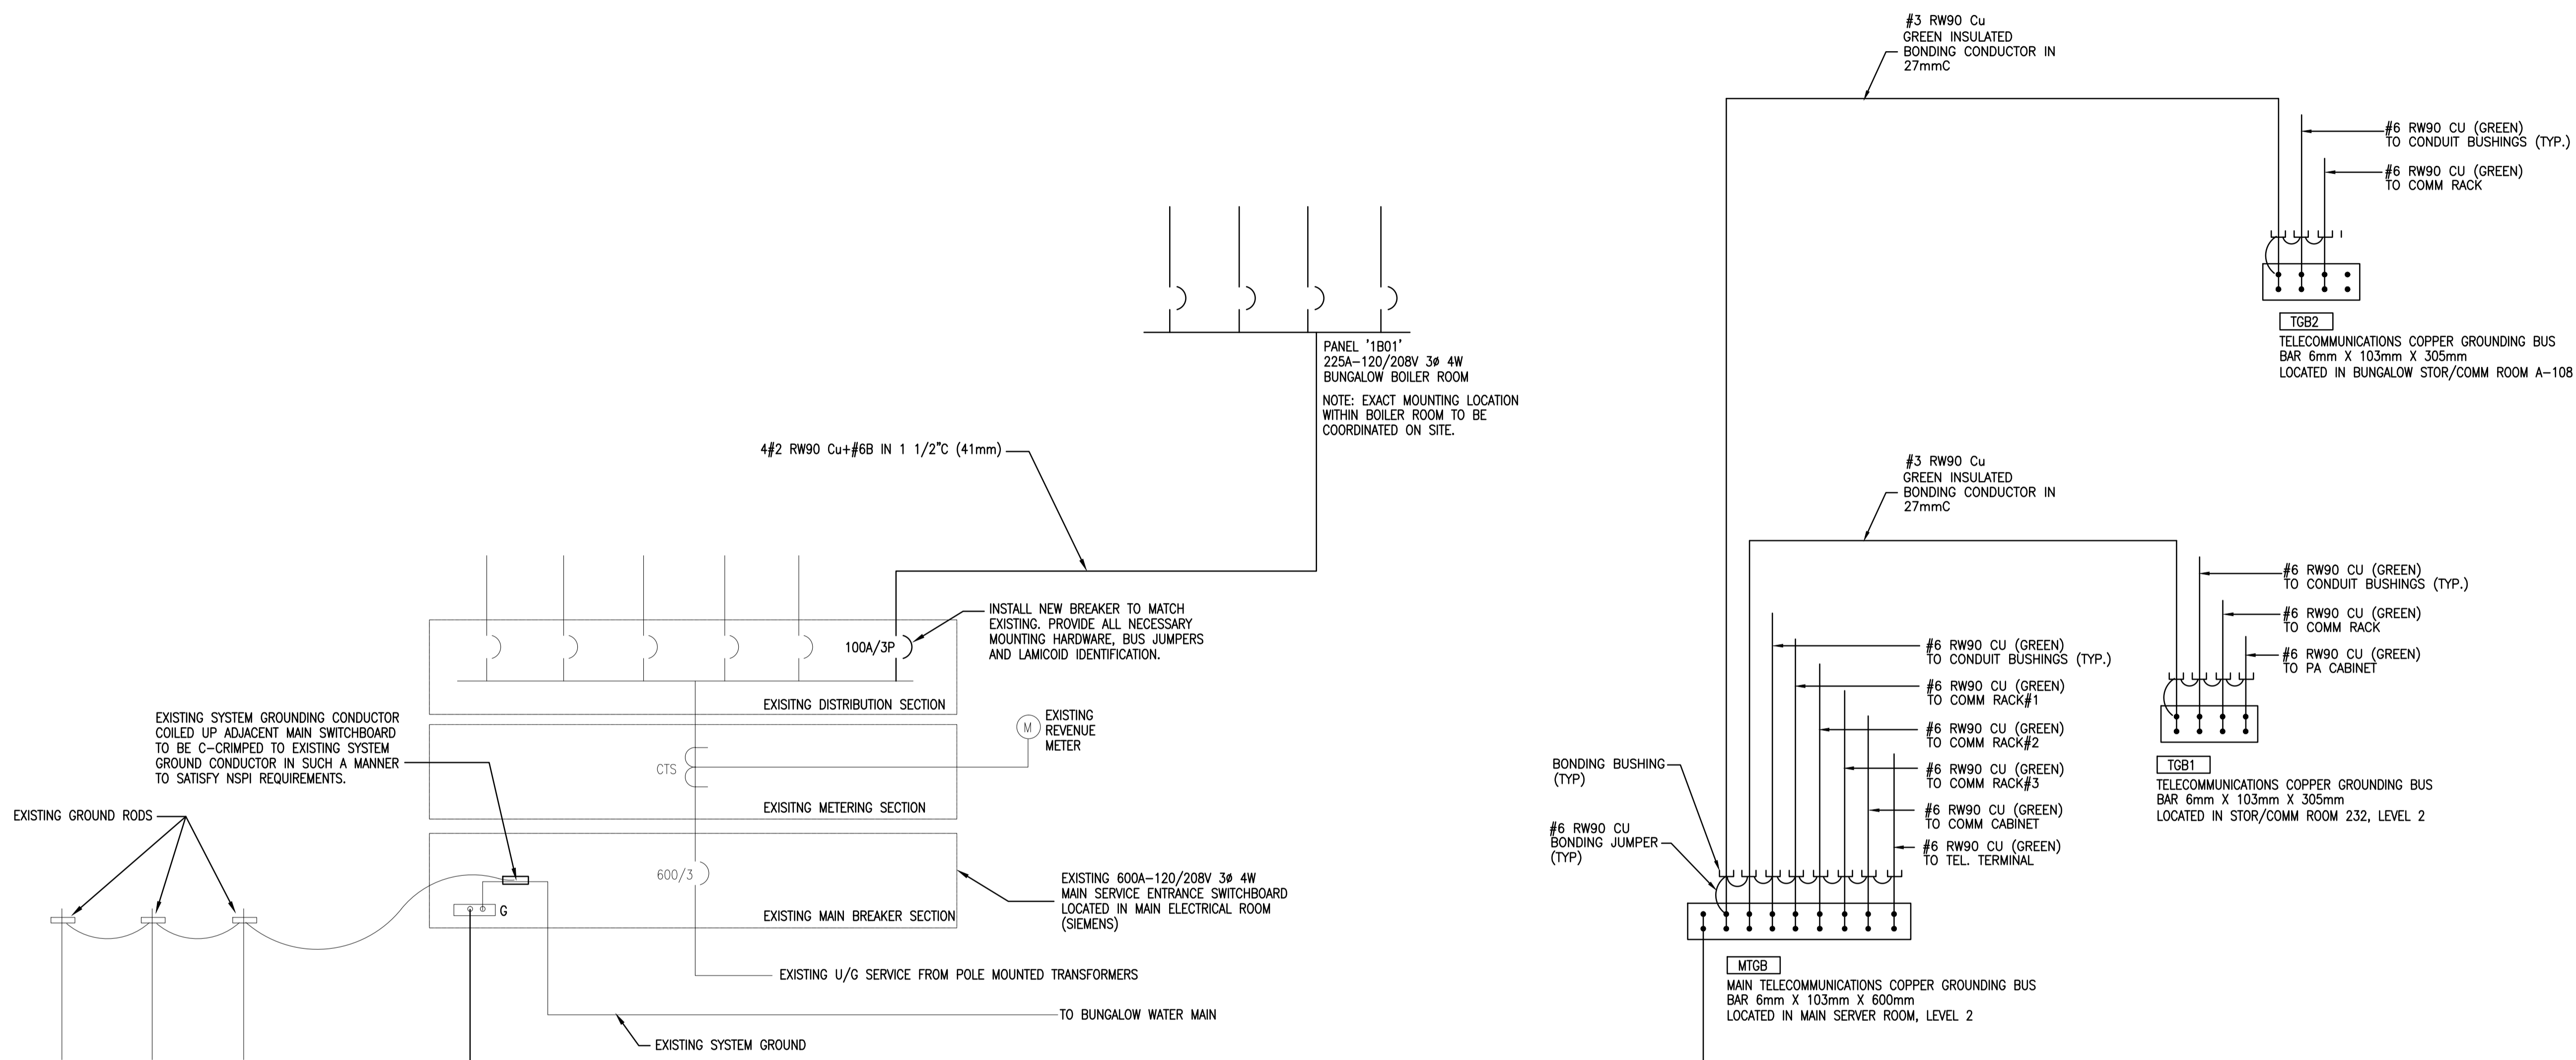 #3 RW90 Cu
GREEN INSULATED
BONDING CONDUCTOR IN
27mmC
#6 RW90 CU (GREEN)
TO CONDUIT BUSHINGS (TYP.)
#6 RW90 CU (GREEN)
TO COMM RACK
TGB2
TELECOMMUNICATIONS COPPER GROUNDING BUS
BAR 6mm X 103mm X 305mm
LOCATED IN BUNGALOW STOR/COMM ROOM A-108
PANEL '1B01'
225A-120/208V 3ø 4W
BUNGALOW BOILER ROOM
NOTE: EXACT MOUNTING LOCATION
WITHIN BOILER ROOM TO BE
COORDINATED ON SITE.
4#2 RW90 Cu+#6B IN 1 1/2"C (41mm)
#3 RW90 Cu
GREEN INSULATED
BONDING CONDUCTOR IN
27mmC
#6 RW90 CU (GREEN)
TO CONDUIT BUSHINGS (TYP.)
#6 RW90 CU (GREEN)
TO COMM RACK
#6 RW90 CU (GREEN)
TO PA CABINET
TGB1
TELECOMMUNICATIONS COPPER GROUNDING BUS
BAR 6mm X 103mm X 305mm
LOCATED IN STOR/COMM ROOM 232, LEVEL 2
INSTALL NEW BREAKER TO MATCH
EXISTING. PROVIDE ALL NECESSARY
MOUNTING HARDWARE, BUS JUMPERS
AND LAMICOID IDENTIFICATION.
100A/3P
EXISITNG DISTRIBUTION SECTION
EXISTING SYSTEM GROUNDING CONDUCTOR
COILED UP ADJACENT MAIN SWITCHBOARD
TO BE C-CRIMPED TO EXISTING SYSTEM
GROUND CONDUCTOR IN SUCH A MANNER
TO SATISFY NSPI REQUIREMENTS.
M
EXISTING
REVENUE
METER
CTS
EXISITNG METERING SECTION
EXISTING GROUND RODS
600/3
G
EXISTING MAIN BREAKER SECTION
EXISTING 600A-120/208V 3ø 4W
MAIN SERVICE ENTRANCE SWITCHBOARD
LOCATED IN MAIN ELECTRICAL ROOM
(SIEMENS)
EXISTING U/G SERVICE FROM POLE MOUNTED TRANSFORMERS
TO BUNGALOW WATER MAIN
EXISTING SYSTEM GROUND
#6 RW90 CU (GREEN)
TO CONDUIT BUSHINGS (TYP.)
#6 RW90 CU (GREEN)
TO COMM RACK#1
#6 RW90 CU (GREEN)
TO COMM RACK#2
#6 RW90 CU (GREEN)
TO COMM RACK#3
#6 RW90 CU (GREEN)
TO COMM CABINET
#6 RW90 CU (GREEN)
TO TEL. TERMINAL
BONDING BUSHING
(TYP)
#6 RW90 CU
BONDING JUMPER
(TYP)
MTGB
MAIN TELECOMMUNICATIONS COPPER GROUNDING BUS
BAR 6mm X 103mm X 600mm
LOCATED IN MAIN SERVER ROOM, LEVEL 2